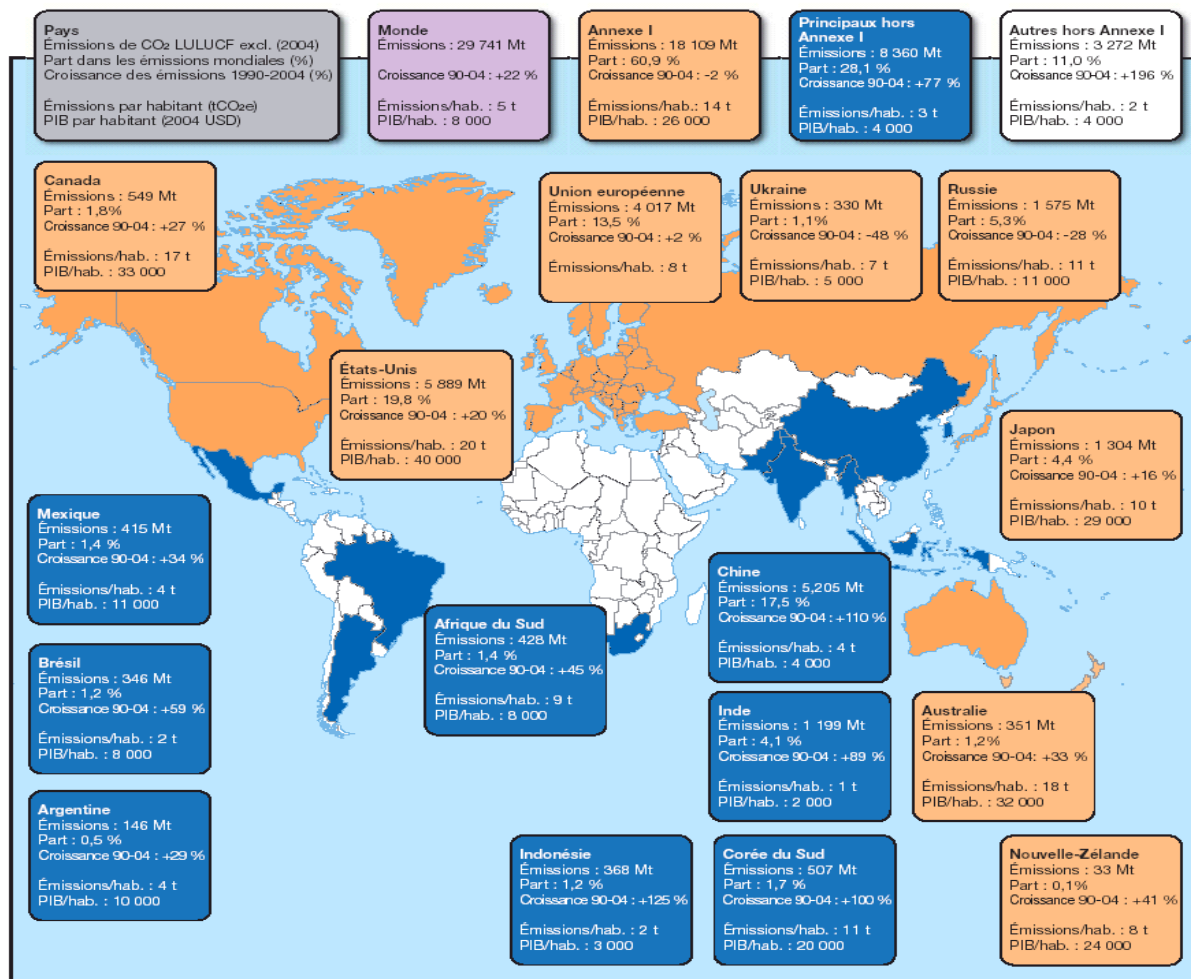 Pays
Émissions de CO₂ LULUCF excl. (2004)
Part dans les émissions mondiales (%)
Croissance des émissions 1990-2004 (%)
Émissions par habitant (tCO₂e)
PIB par habitant (2004 USD)
Monde
Émissions : 29 741 Mt
Croissance 90-04 : +22 %
Émissions/hab. : 5 t
PIB/hab. : 8 000
Annexe I
Émissions : 18 109 Mt
Part : 60,9 %
Croissance 90-04 : -2 %
Émissions/hab.: 14 t
PIB/hab. : 26 000
Principaux hors
Annexe I
Émissions : 8 360 Mt
Part : 28,1 %
Croissance 90-04 : +77 %
Émissions/hab. : 3 t
PIB/hab. : 4 000
Autres hors Annexe I
Émissions : 3 272 Mt
Part : 11,0 %
Croissance 90-04 : +196 %
Émissions/hab. : 2 t
PIB/hab. : 4 000
Canada
Émissions : 549 Mt
Part : 1,8%
Croissance 90-04 : +27 %
Émissions/hab. : 17 t
PIB/hab. : 33 000
Union européenne
Émissions : 4 017 Mt
Part : 13,5 %
Croissance 90-04 : +2 %
Émissions/hab. : 8 t
Ukraine
Émissions : 330 Mt
Part : 1,1%
Croissance 90-04 : -48 %
Émissions/hab. : 7 t
PIB/hab. : 5 000
Russie
Émissions : 1 575 Mt
Part : 5,3%
Croissance 90-04 : -28 %
Émissions/hab. : 11 t
PIB/hab. : 11 000
États-Unis
Émissions : 5 889 Mt
Part : 19,8 %
Croissance 90-04 : +20 %
Émissions/hab. : 20 t
PIB/hab. : 40 000
Japon
Émissions : 1 304 Mt
Part : 4,4 %
Croissance 90-04 : +16 %
Émissions/hab. : 10 t
PIB/hab. : 29 000
Mexique
Émissions : 415 Mt
Part : 1,4 %
Croissance 90-04 : +34 %
Émissions/hab. : 4 t
PIB/hab. : 11 000
Chine
Émissions : 5,205 Mt
Part : 17,5 %
Croissance 90-04 : +110 %
Émissions/hab. : 4 t
PIB/hab. : 4 000
Afrique du Sud
Émissions : 428 Mt
Part : 1,4 %
Croissance 90-04 : +45 %
Émissions/hab. : 9 t
PIB/hab. : 8 000
Brésil
Émissions : 346 Mt
Part : 1,2 %
Croissance 90-04 : +59 %
Émissions/hab. : 2 t
PIB/hab. : 8 000
Inde
Émissions : 1 199 Mt
Part : 4,1 %
Croissance 90-04 : +89 %
Émissions/hab. : 1 t
PIB/hab. : 2 000
Australie
Émissions : 351 Mt
Part : 1,2%
Croissance 90-04: +33 %
Émissions/hab. : 18 t
PIB/hab. : 32 000
Argentine
Émissions : 146 Mt
Part : 0,5 %
Croissance 90-04 : +29 %
Émissions/hab. : 4 t
PIB/hab. : 10 000
Indonésie
Émissions : 368 Mt
Part : 1,2 %
Croissance 90-04 : +125 %
Émissions/hab. : 2 t
PIB/hab. : 3 000
Corée du Sud
Émissions : 507 Mt
Part : 1,7 %
Croissance 90-04 : +100 %
Émissions/hab. : 11 t
PIB/hab. : 20 000
Nouvelle-Zélande
Émissions : 33 Mt
Part : 0,1%
Croissance 90-04 : +41 %
Émissions/hab. : 8 t
PIB/hab. : 24 000